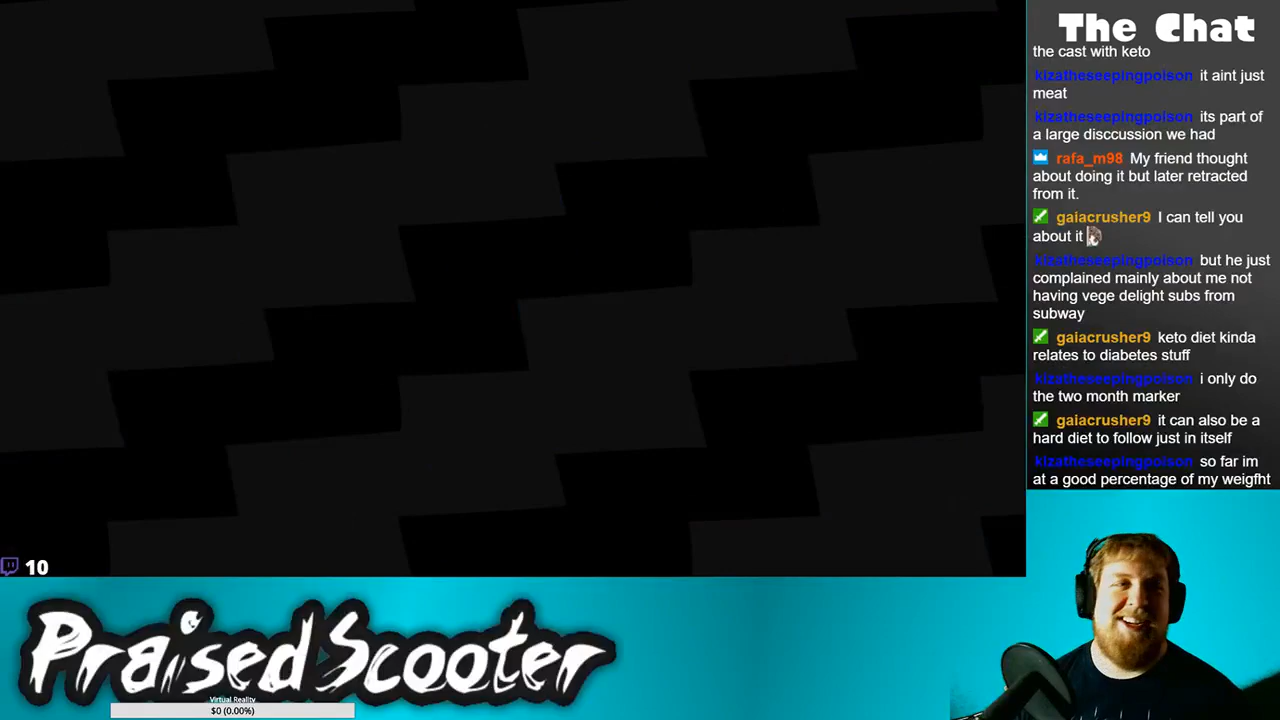 The Chat
the cast with keto
kizatheseepingpoison it aint just
meat
kizatheseepingpoison its part of
a large disccussion we had
rafa_m98 My friend thought
about doing it but later retracted
from it.
gaiacrusher9 I can tell you
about it
kizatheseepingpoison but he just
complained mainly about me not
having vege delight subs from
subway
gaiacrusher9 keto diet kinda
relates to diabetes stuff
kizatheseepingpoison i only do
the two month marker
gaiacrusher9 it can also be a
hard diet to follow just in itself
kizatheseepingpoison so far im
at a good percentage of my weigfht
10
PraisedScooter
Virtual Reality
$0 (0.00%)